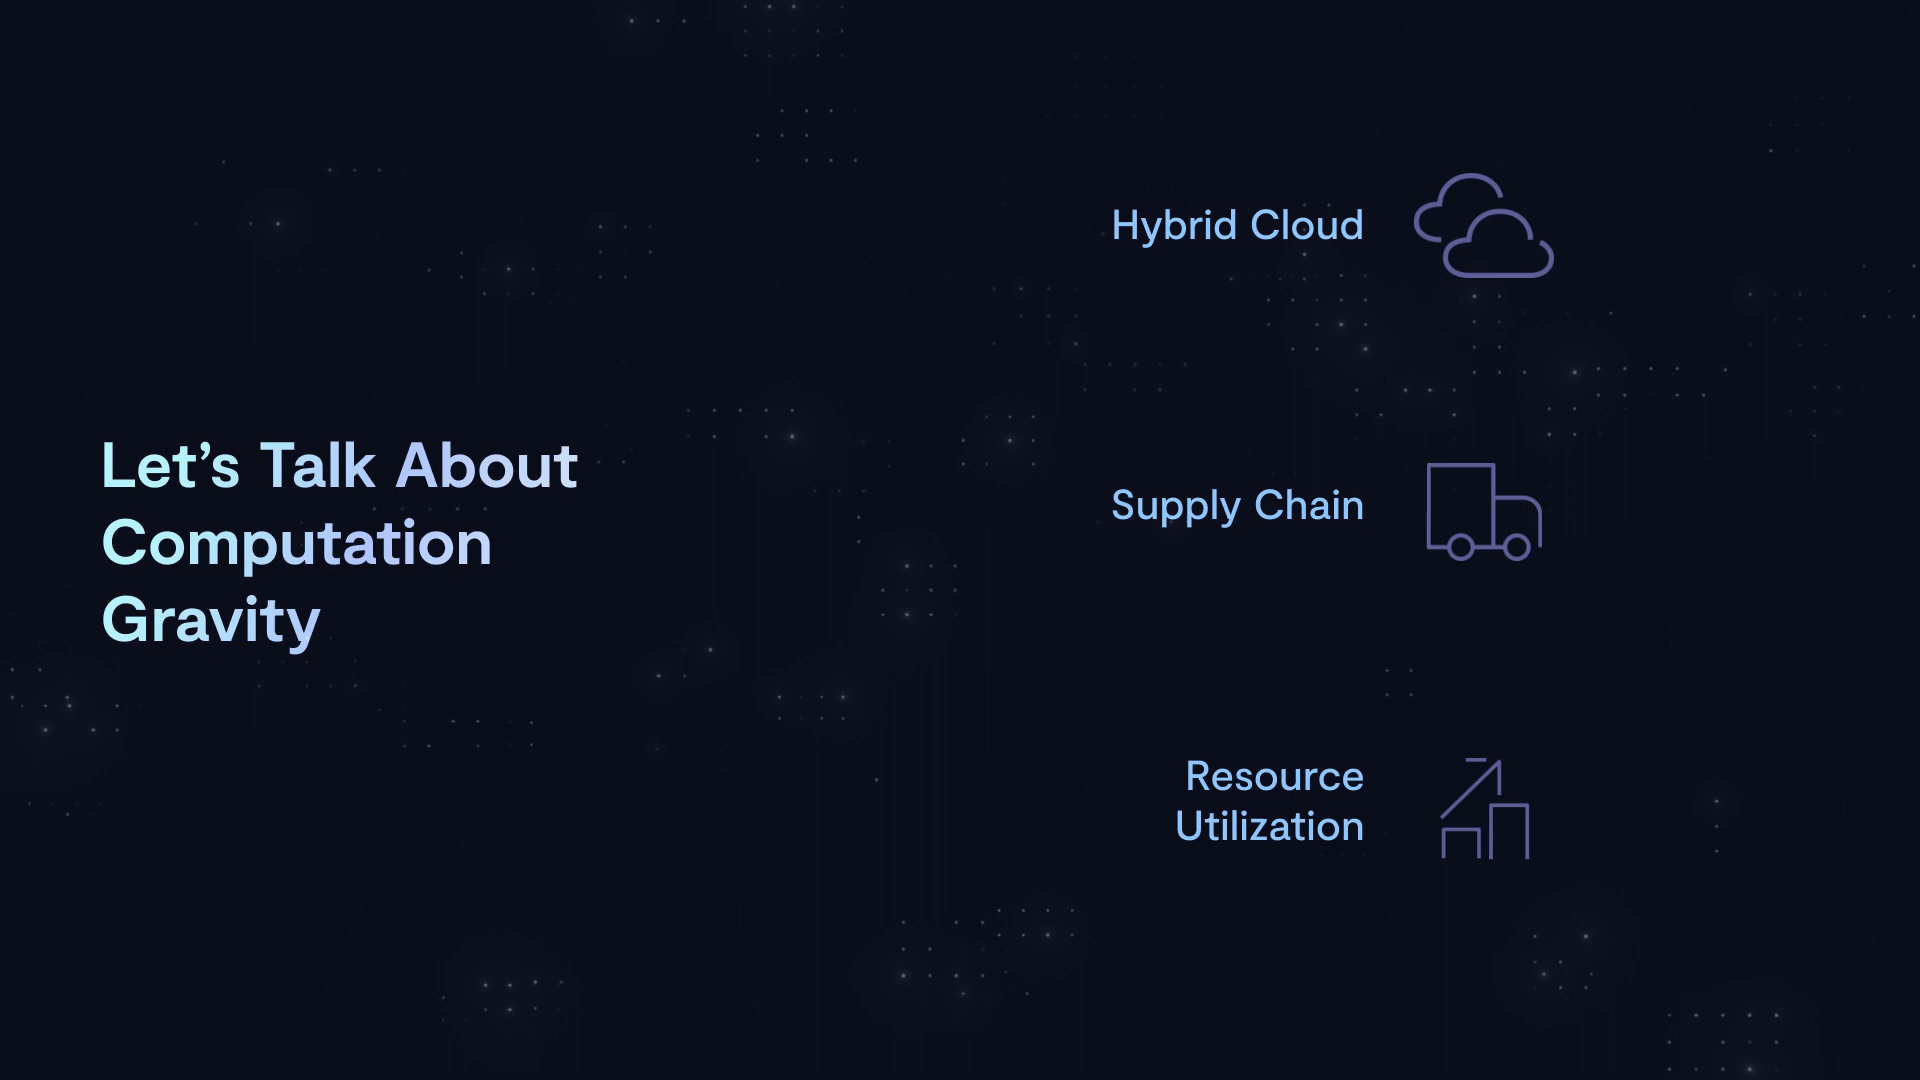 Let’s Talk About
Computation
Gravity
Hybrid Cloud
Supply Chain
Resource
Utilization